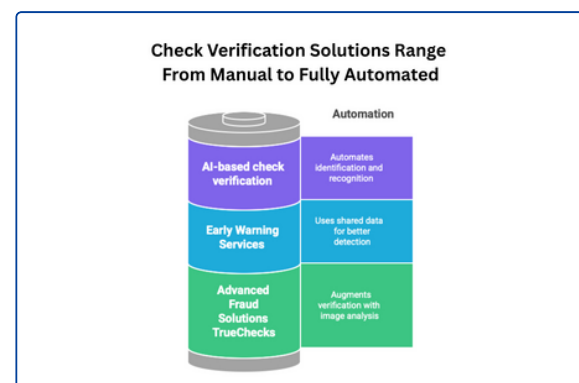 Check Verification Solutions Range
From Manual to Fully Automated
Automation
AI-based check
verification
Automates
identification and
recognition
Early Warning
Services
Uses shared data
for better
detection
Advanced
Fraud
Solutions
TrueChecks
Augments
verification with
image analysis